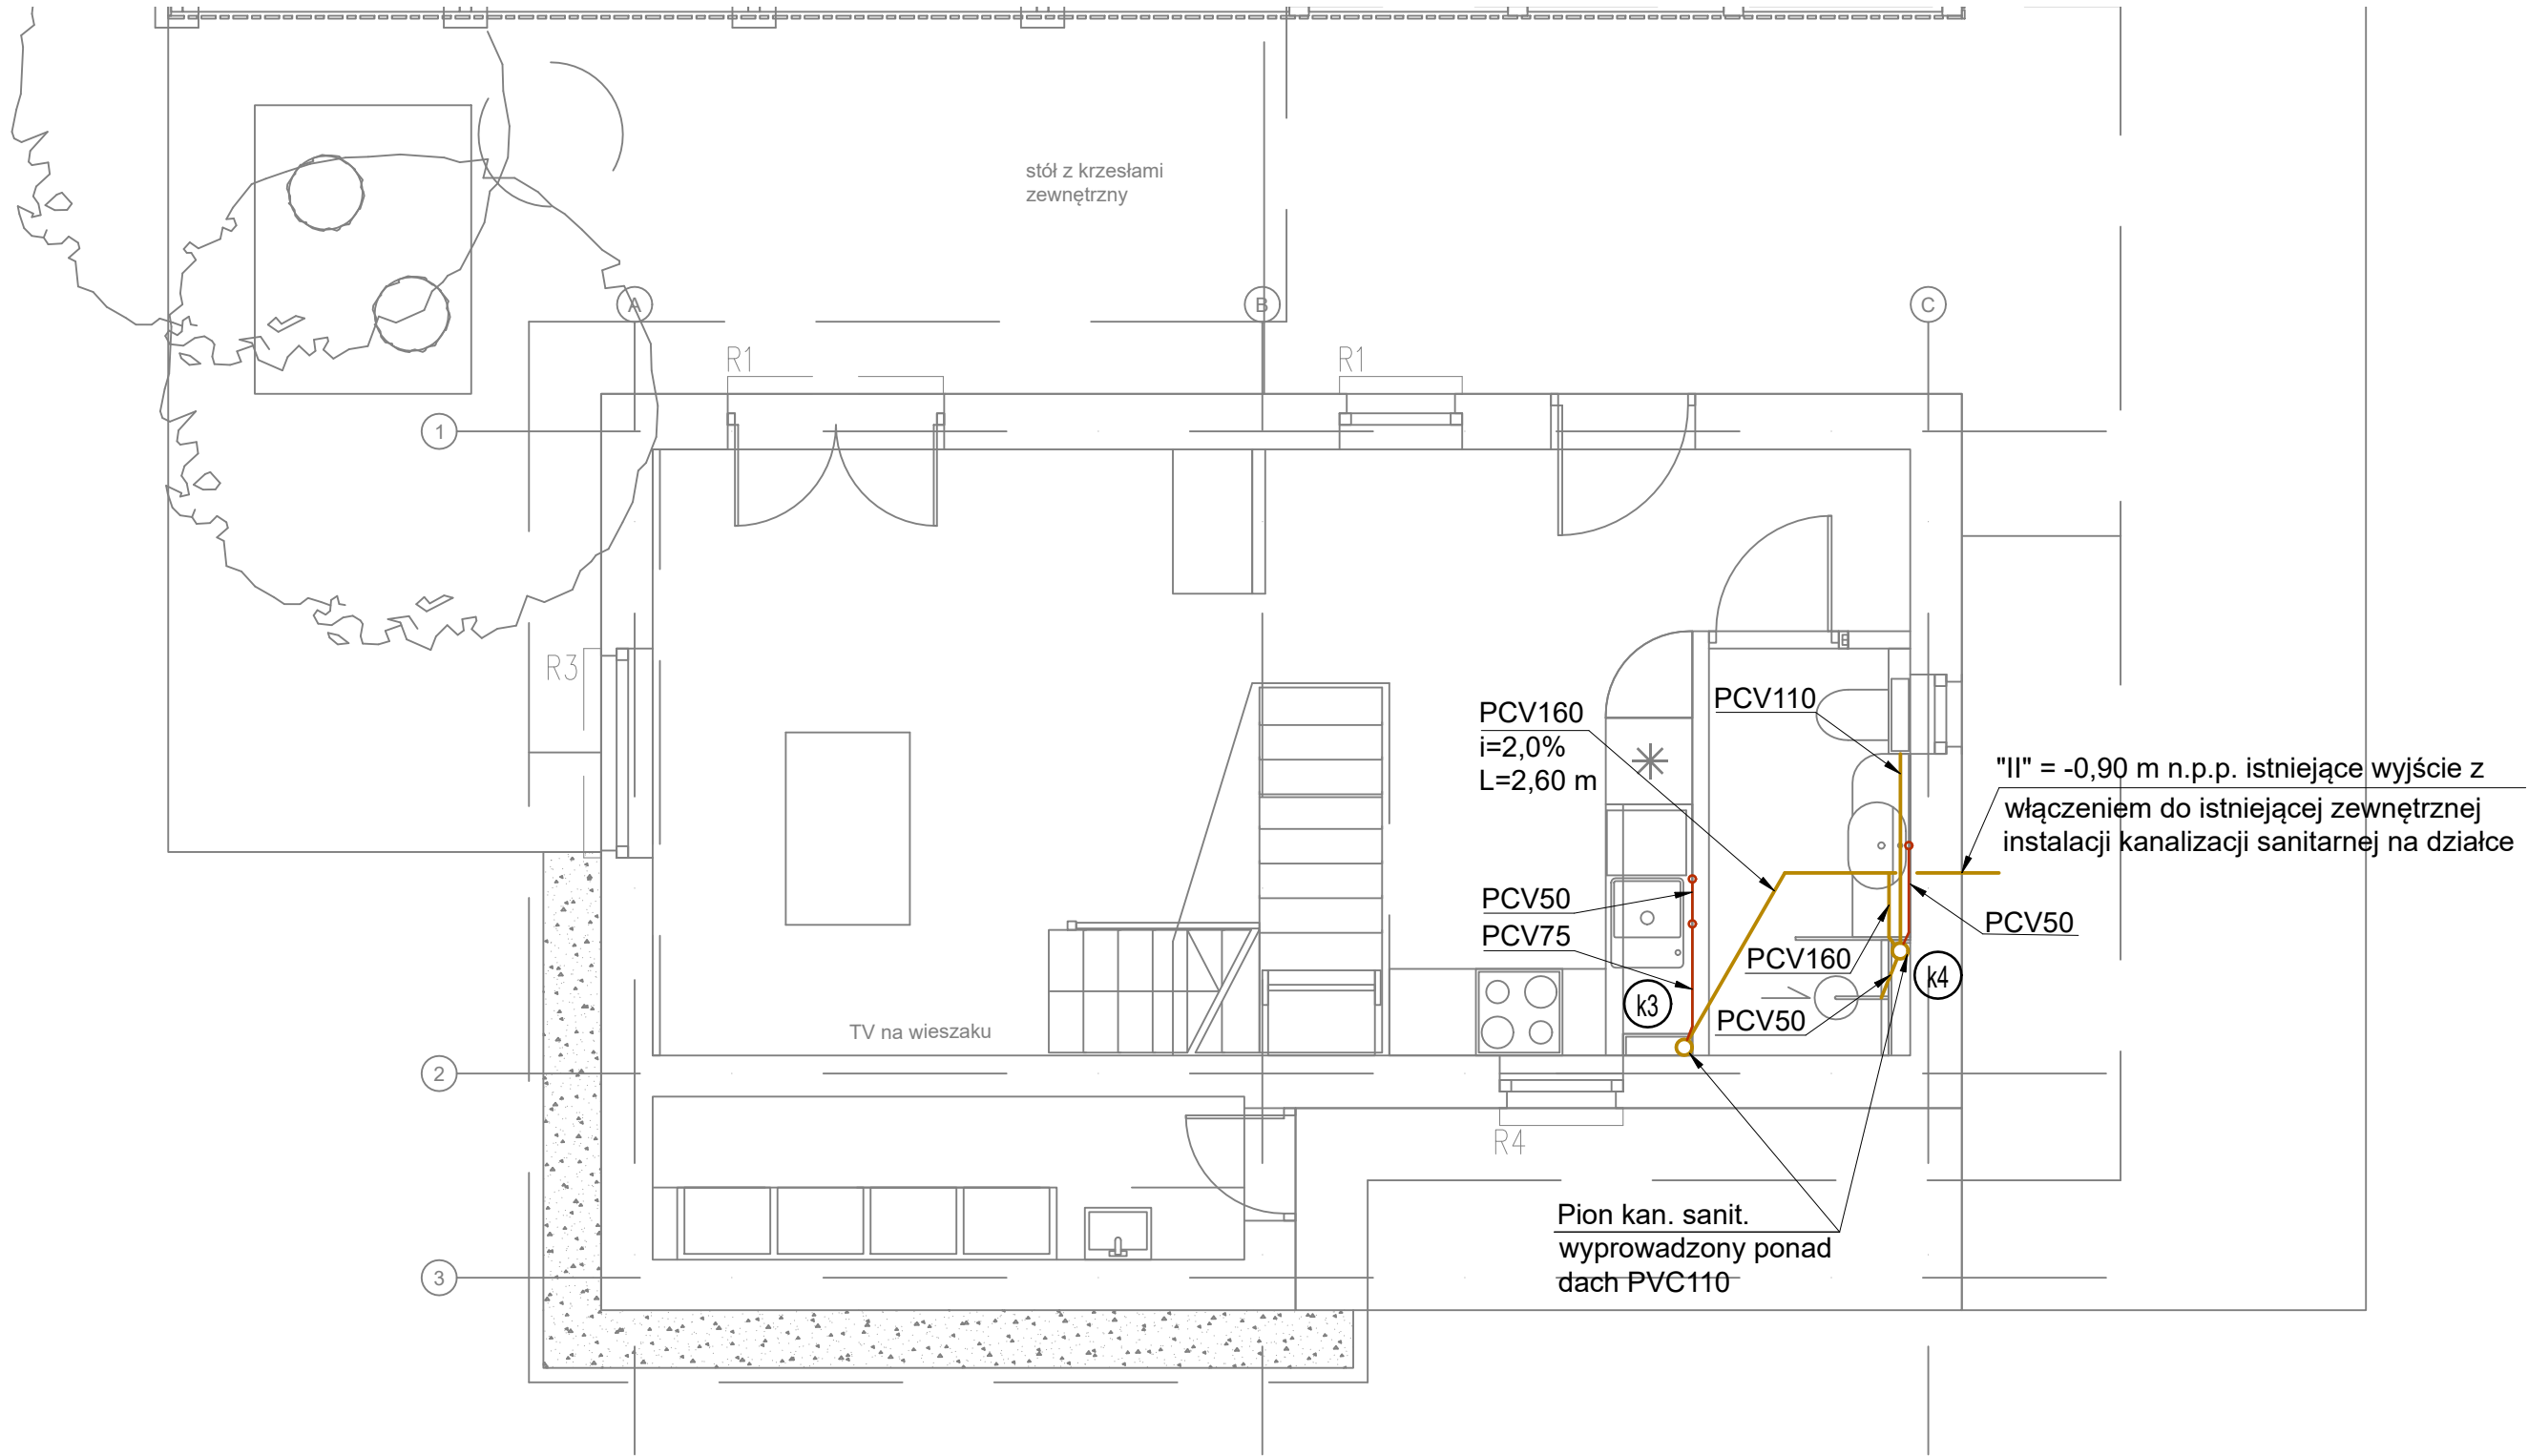 stół z krzesłami
zewnętrzny
A
B
C
R1
R1
1
R3
PCV160
i=2,0%
L=2,60 m
PCV110
"II" = -0,90 m n.p.p. istniejące wyjście z
włączeniem do istniejącej zewnętrznej
instalacji kanalizacji sanitarnej na działce
PCV50
PCV75
PCV50
PCV160
k4
k3
PCV50
TV na wieszaku
2
R4
Pion kan. sanit.
wyprowadzony ponad
dach PVC110
3